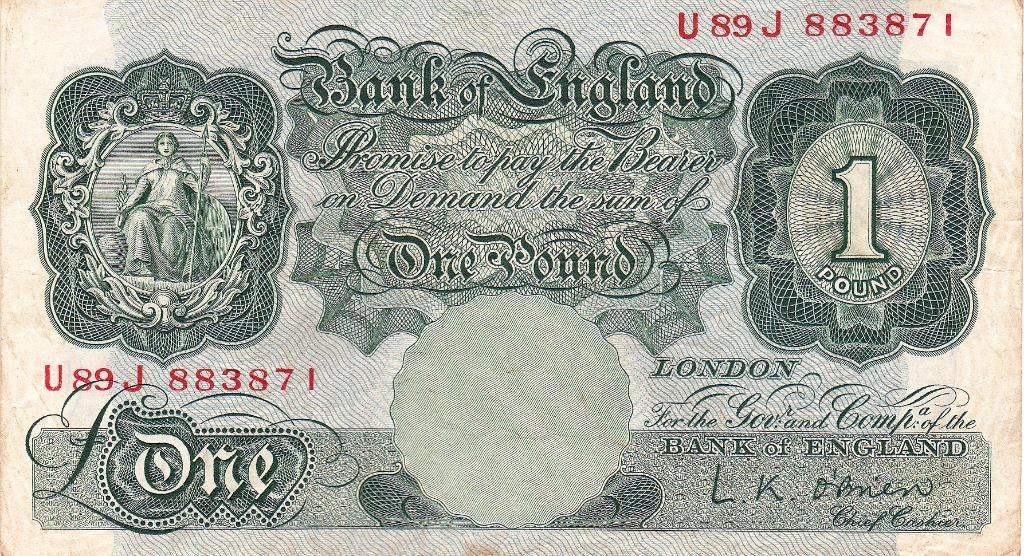 U89J 883871
Bank of England
Promise to pay the Bearer
on Demand the sum of
One Pound
1
POUND
U89J 883871
£One
LONDON
For the Govr. and Compa. of the
BANK of ENGLAND
L K. O'Brien
Chief Cashier.